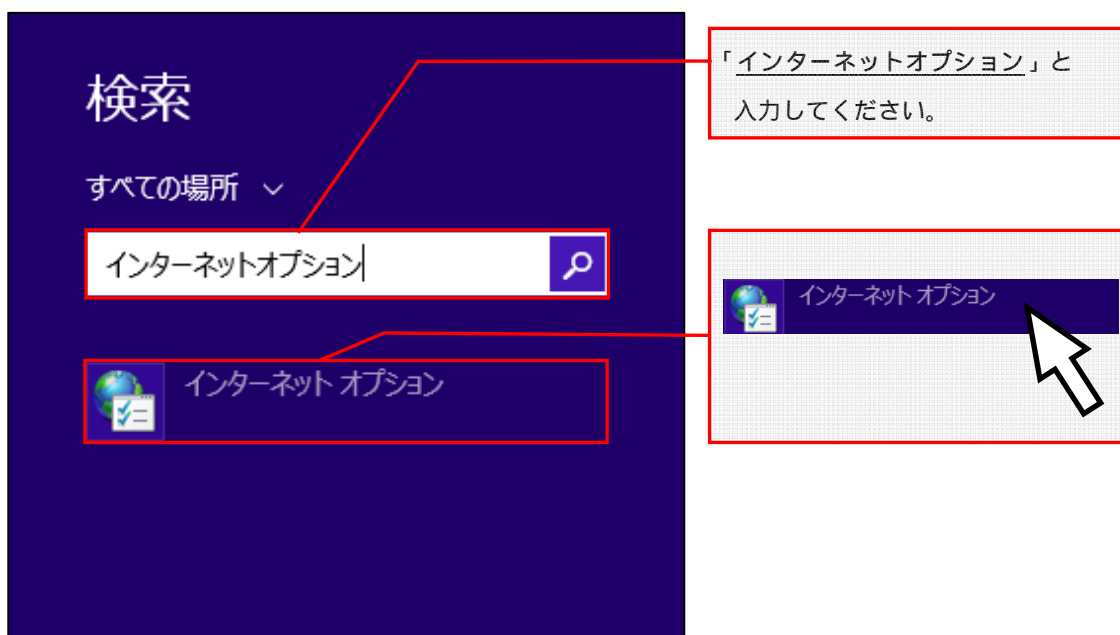 検索
すべての場所
インターネットオプション
インターネット オプション
「インターネットオプション」と
入力してください。
インターネット オプション